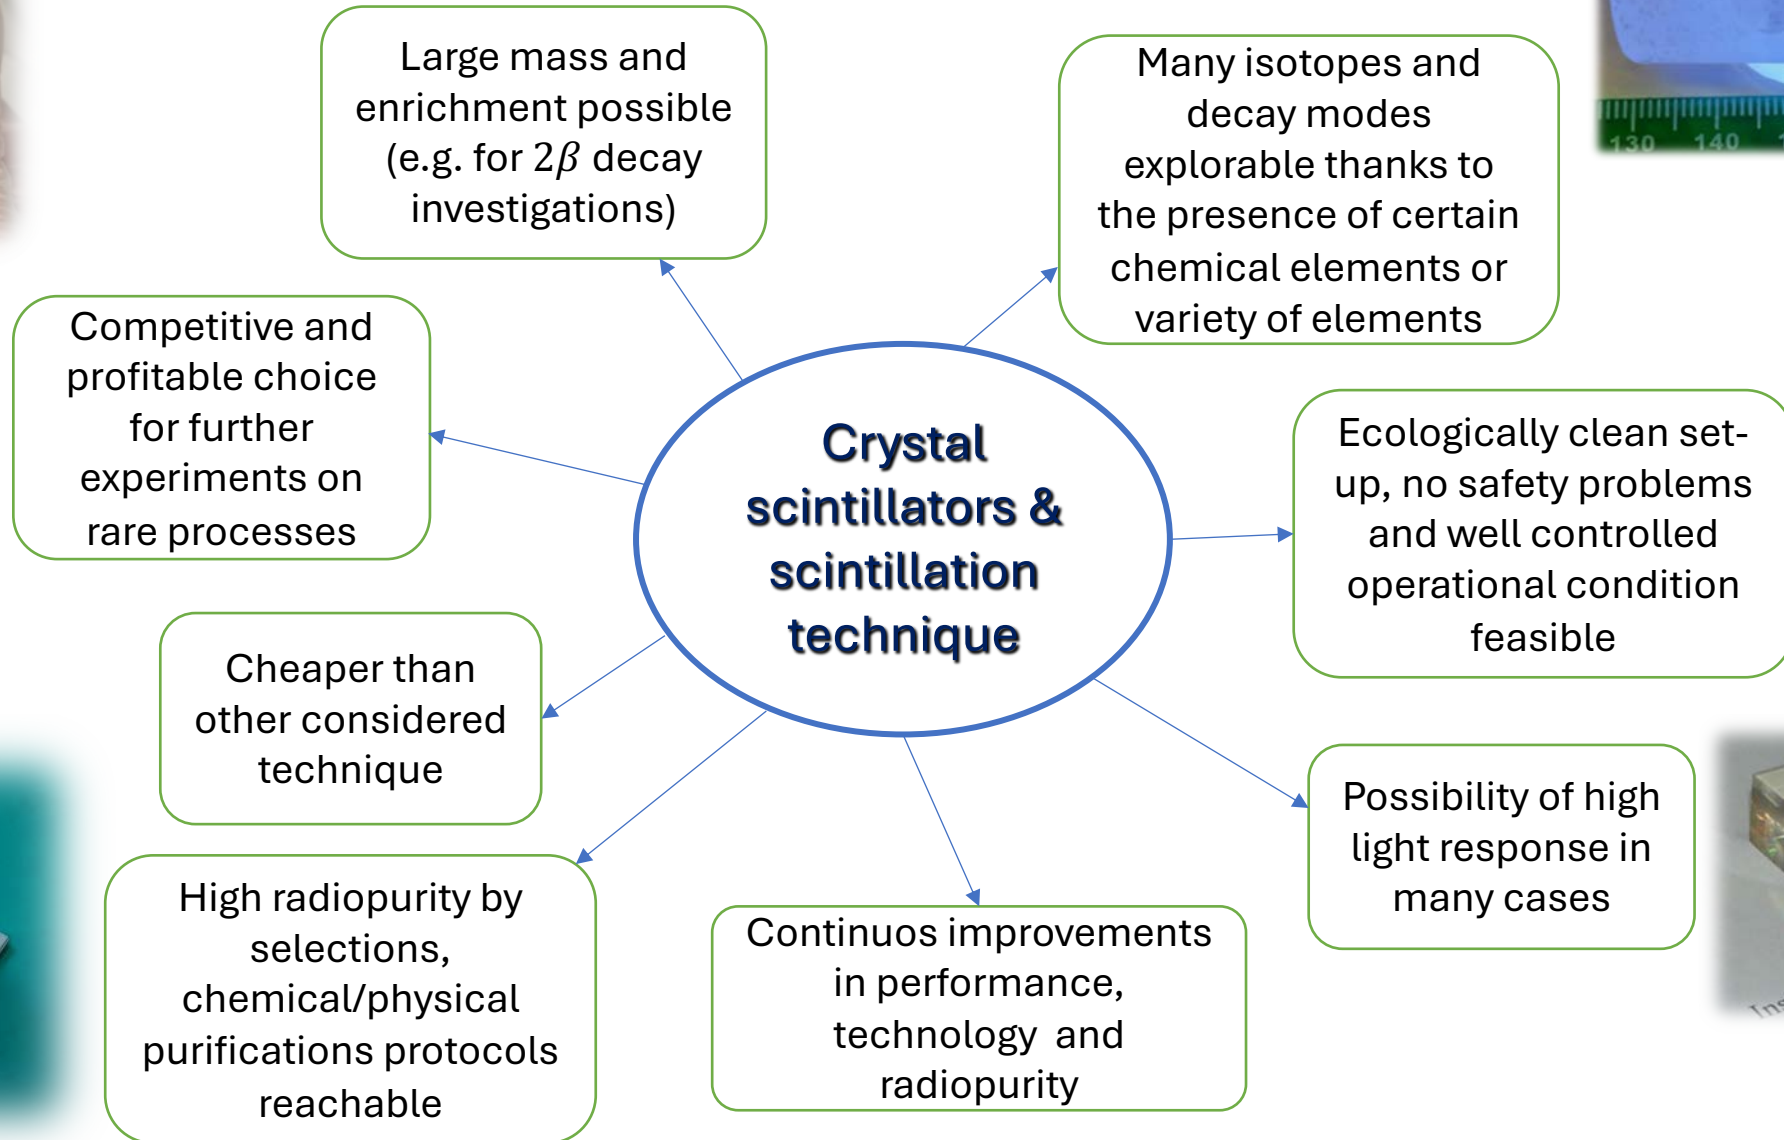 Large mass and
enrichment possible
(e.g. for 2β decay
investigations)
Many isotopes and
decay modes
explorable thanks to
the presence of certain
chemical elements or
variety of elements
130 140
Competitive and
profitable choice
for further
experiments on
rare processes
Crystal
scintillators &
scintillation
technique
Ecologically clean set-
up, no safety problems
and well controlled
operational condition
feasible
Cheaper than
other considered
technique
Possibility of high
light response in
many cases
High radiopurity by
selections,
chemical/physical
purifications protocols
reachable
Continuos improvements
in performance,
technology and
radiopurity